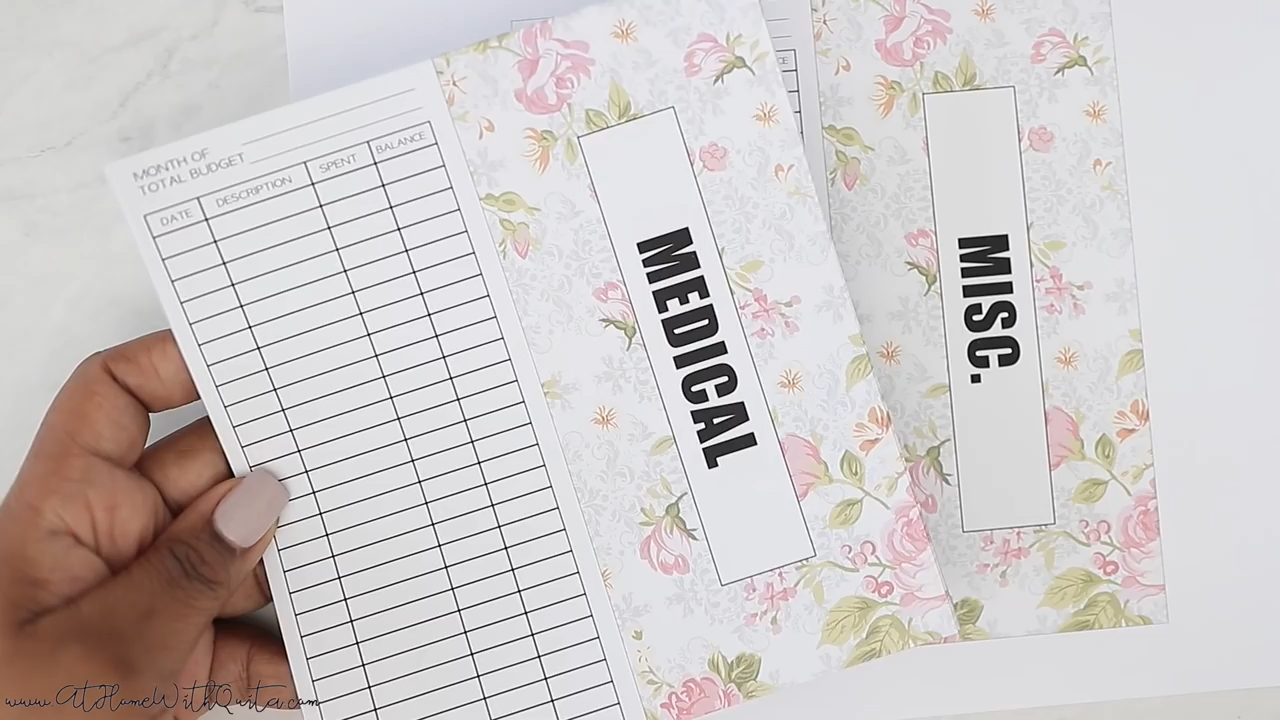 MONTH OF
TOTAL BUDGET
DATE DESCRIPTION SPENT BALANCE
MEDICAL
MISC.
www.AtHomeWithQuita.com